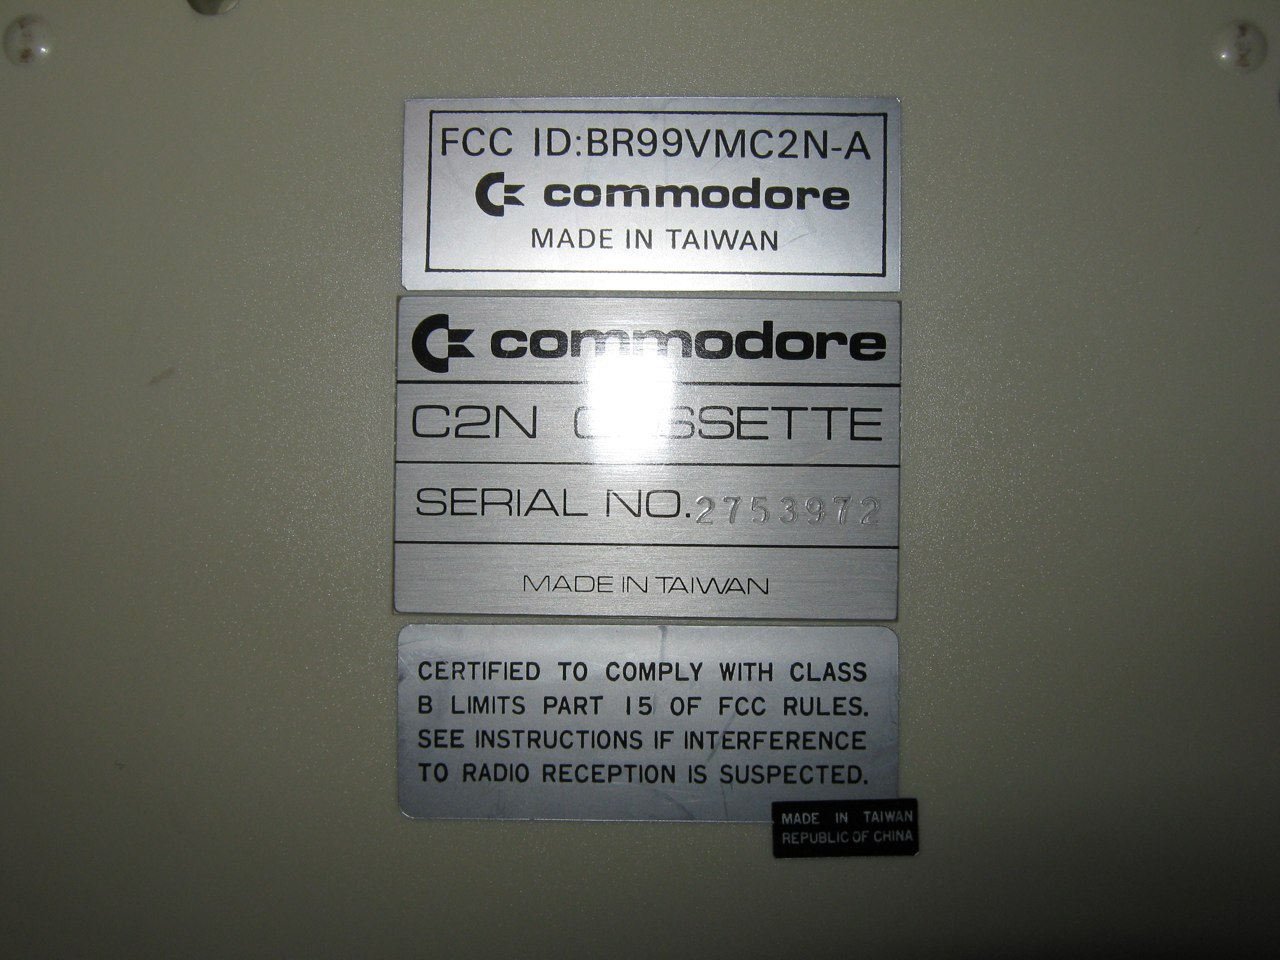 FCC ID:BR99VMC2N-A
commodore
MADE IN TAIWAN
commodore
C2N CASSETTE
SERIAL NO.2753972
MADE IN TAIWAN
CERTIFIED TO COMPLY WITH CLASS
B LIMITS PART 15 OF FCC RULES.
SEE INSTRUCTIONS IF INTERFERENCE
TO RADIO RECEPTION IS SUSPECTED.
MADE IN TAIWAN
REPUBLIC OF CHINA